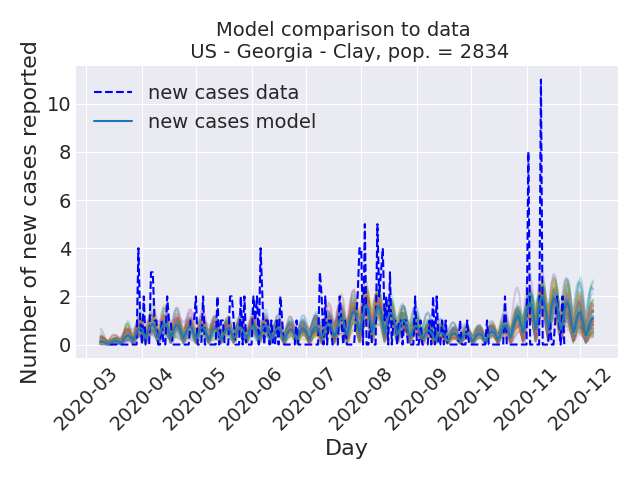 Model comparison to data
US - Georgia - Clay, pop. = 2834
Number of new cases reported
10
8
6
4
2
0
new cases data
new cases model
2020-03
2020-04
2020-05
2020-06
2020-07
2020-08
2020-09
2020-10
2020-11
2020-12
Day